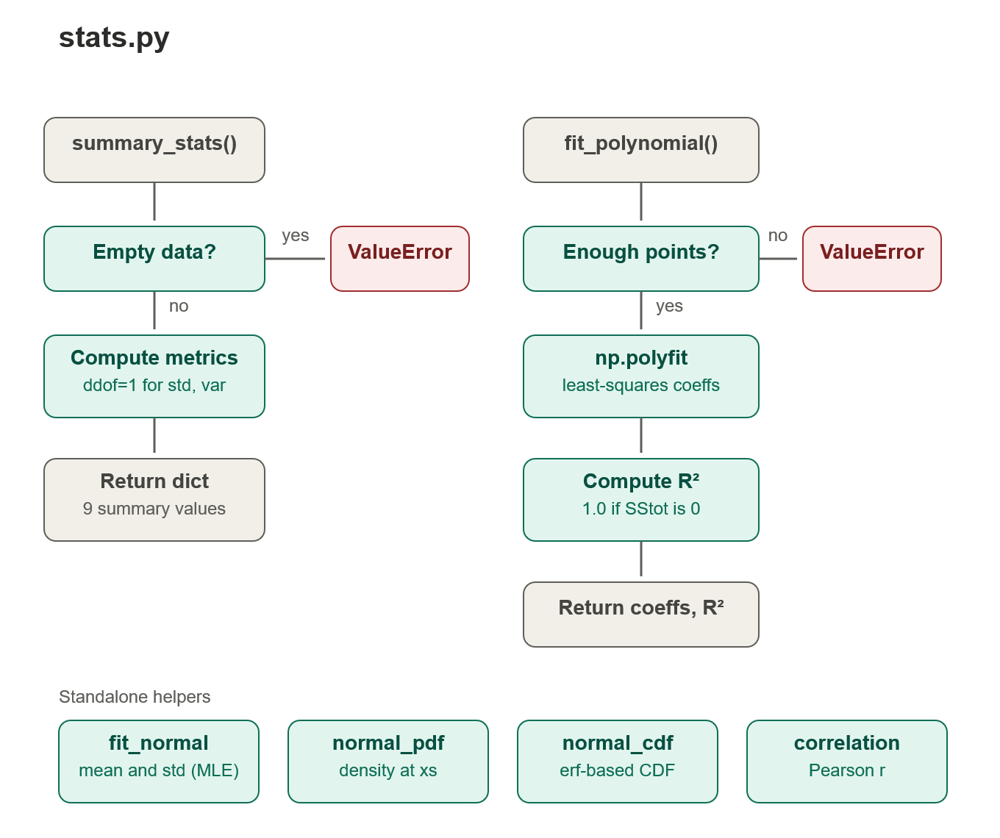 stats.py
summary_stats()
Empty data?
yes
ValueError
no
Compute metrics
ddof=1 for std, var
Return dict
9 summary values
fit_polynomial()
Enough points?
no
ValueError
yes
np.polyfit
least-squares coeffs
Compute R²
1.0 if SStot is 0
Return coeffs, R²
Standalone helpers
fit_normal
mean and std (MLE)
normal_pdf
density at xs
normal_cdf
erf-based CDF
correlation
Pearson r